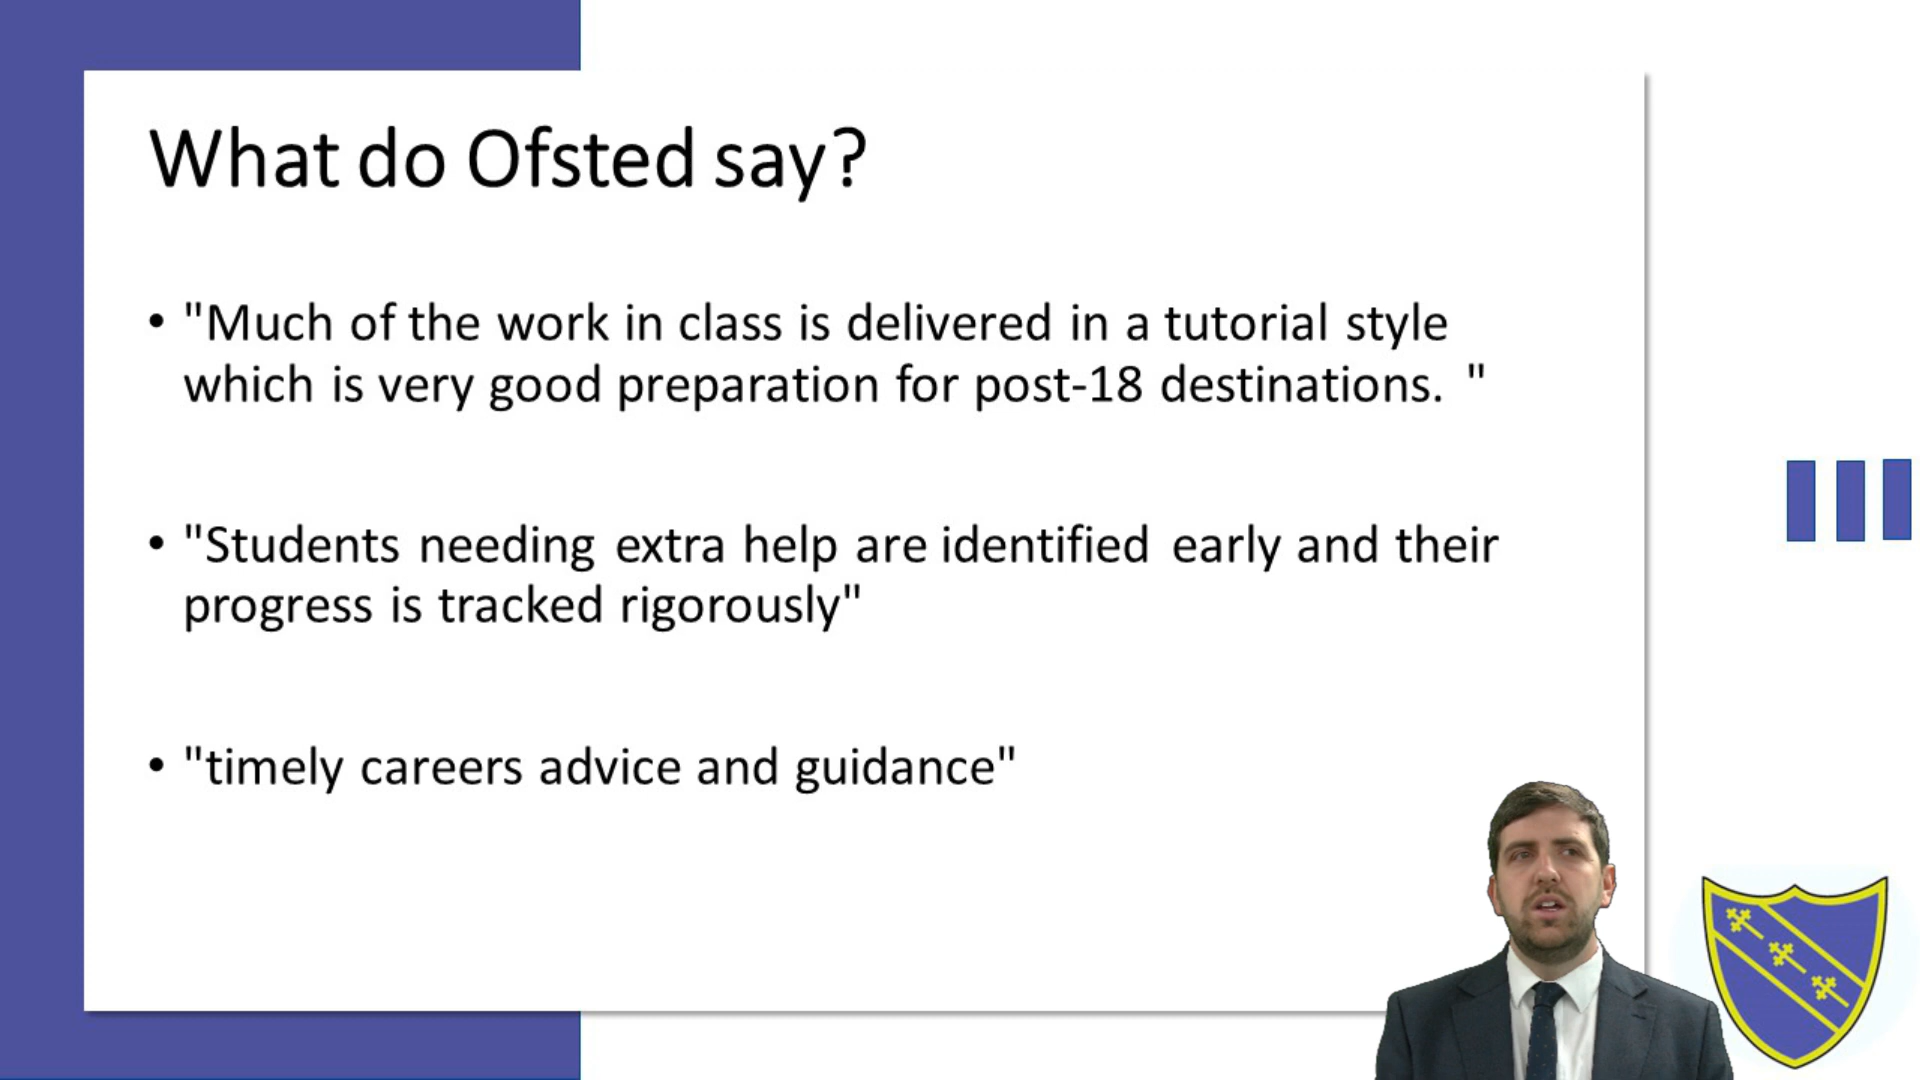 What do Ofsted say?
• "Much of the work in class is delivered in a tutorial style
which is very good preparation for post-18 destinations. "
• "Students needing extra help are identified early and their
progress is tracked rigorously"
• "timely careers advice and guidance"